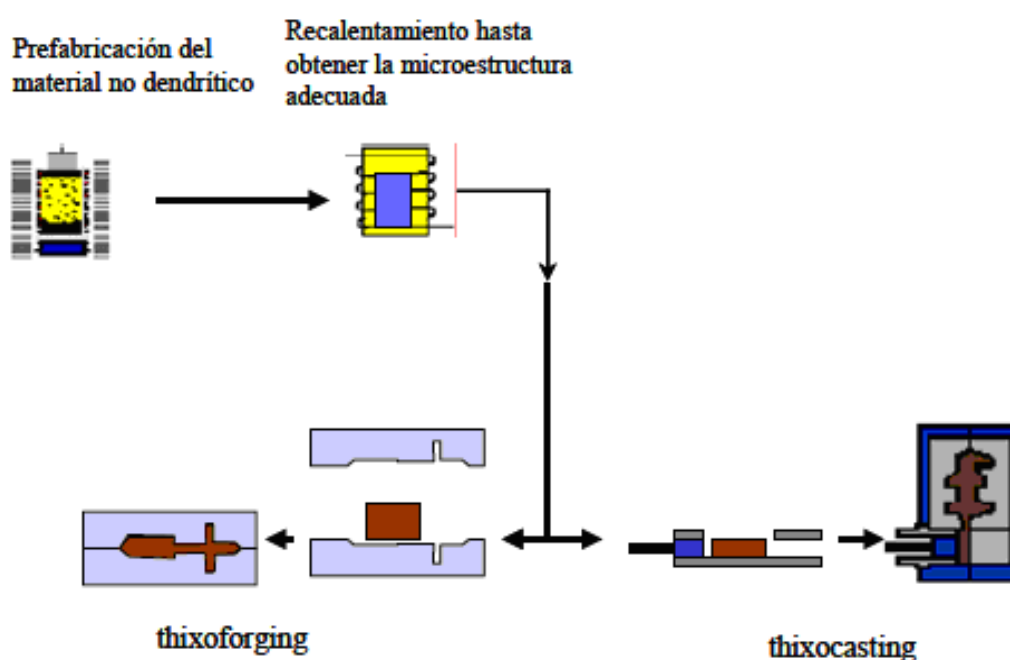 Prefabricación del
material no dendrítico
Recalentamiento hasta
obtener la microestructura
adecuada
thixoforging
thixocasting